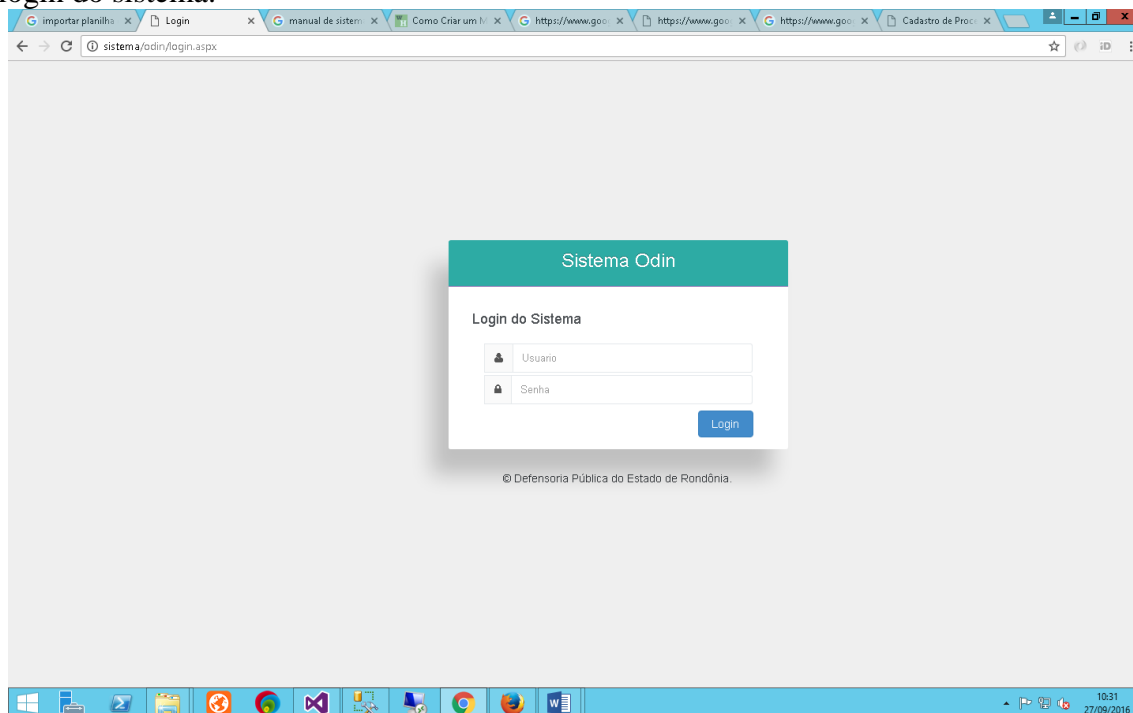 login do sistema.
importar planilha
Login
manual de sistem
Como Criar um M
https://www.goo
https://www.goo
https://www.goo
Cadastro de Proc
sistema/odin/login.aspx
Sistema Odin
Login do Sistema
Usuario
Senha
Login
© Defensoria Pública do Estado de Rondônia.
10:31
27/09/2016